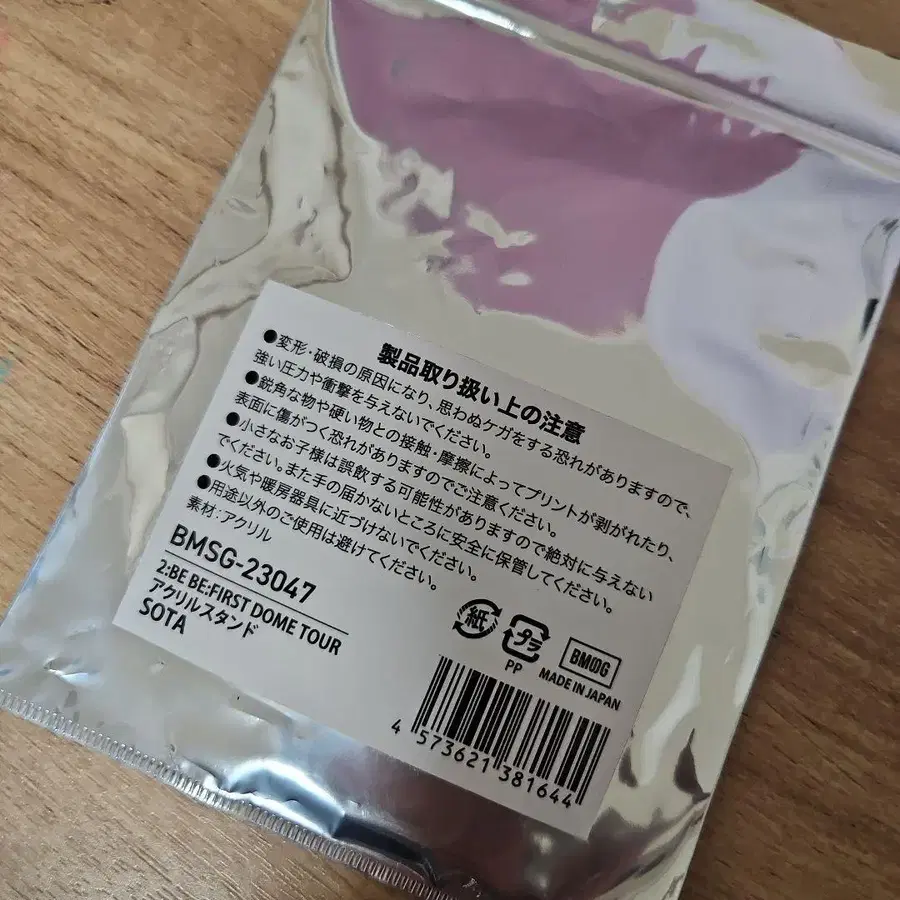 製品取り扱い上の注意
●変形・破損の原因になり、思わぬケガをする恐れがありますので、
強い圧力や衝撃を与えないでください。
●鋭角な物や硬い物との接触・摩擦によってプリントが剥がれたり、
表面に傷がつく恐れがありますのでご注意ください。
●小さなお子様は誤飲する可能性がありますので絶対に与えない
でください。また手の届かないところに安全に保管してください。
●火気や暖房器具に近づけないでください。
●用途以外のご使用は避けてください。
素材:アクリル
BMSG-23047
2:BE BE:FIRST DOME TOUR
アクリルスタンド
SOTA
紙
プラ
PP
BMSG
MADE IN JAPAN
4 573621 381644